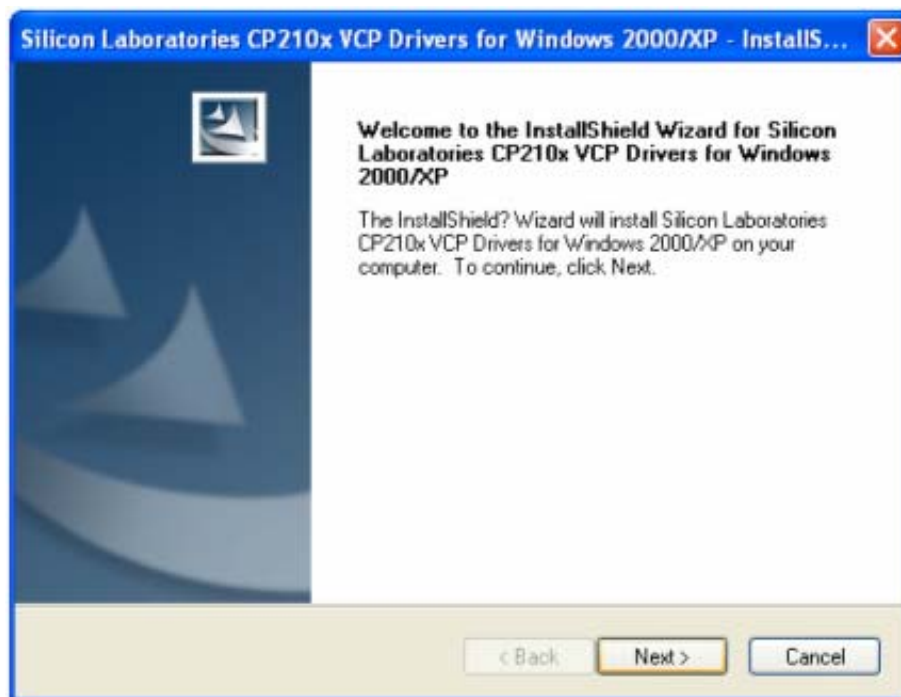 Silicon Laboratories CP210x VCP Drivers for Windows 2000/XP - InstallS...
Welcome to the InstallShield Wizard for Silicon
Laboratories CP210x VCP Drivers for Windows
2000/XP
The InstallShield? Wizard will install Silicon Laboratories
CP210x VCP Drivers for Windows 2000/XP on your
computer. To continue, click Next.
< Back
Next >
Cancel